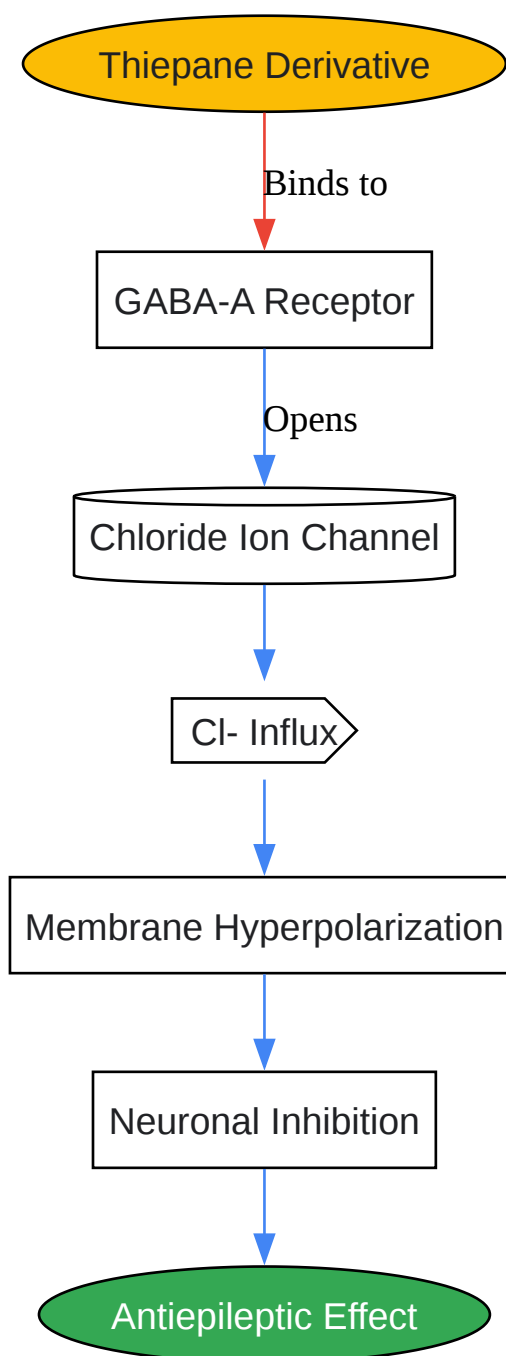 Thiepane Derivative
Binds to
GABA-A Receptor
Opens
Chloride Ion Channel
Cl- Influx
Membrane Hyperpolarization
Neuronal Inhibition
Antiepileptic Effect